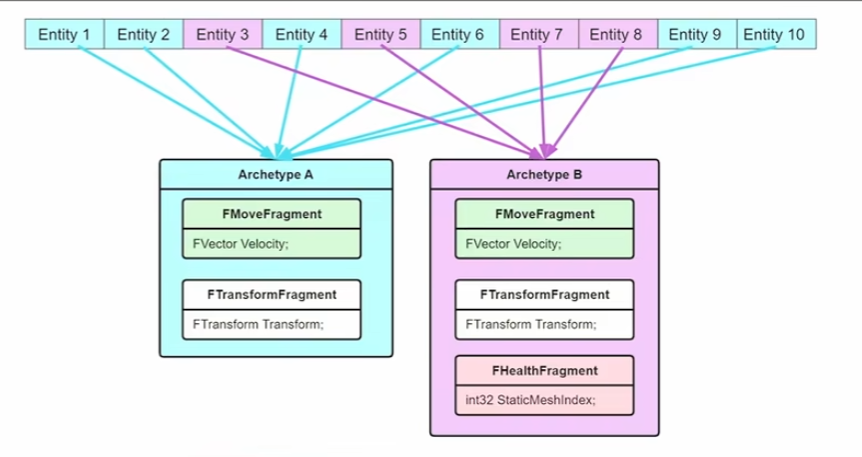 Entity 1 Entity 2 Entity 3 Entity 4 Entity 5 Entity 6 Entity 7 Entity 8 Entity 9 Entity 10
Archetype A
FMoveFragment
FVector Velocity;
FTransformFragment
FTransform Transform;
Archetype B
FMoveFragment
FVector Velocity;
FTransformFragment
FTransform Transform;
FHealthFragment
int32 StaticMeshIndex;